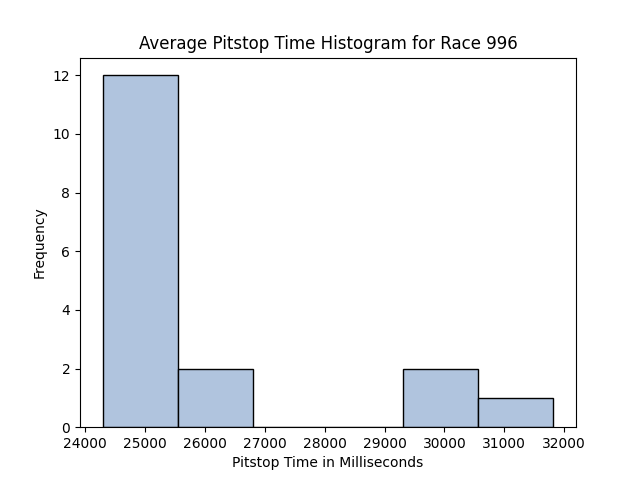 Average Pitstop Time Histogram for Race 996
Frequency
12
10
8
6
4
2
0
24000 25000 26000 27000 28000 29000 30000 31000 32000
Pitstop Time in Milliseconds